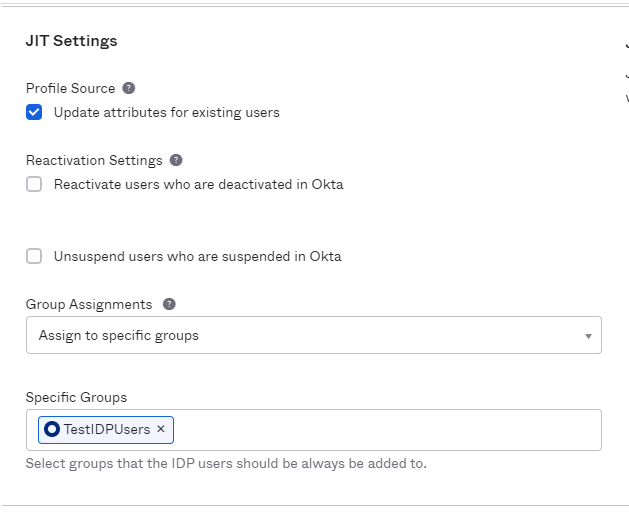 JIT Settings
Profile Source ?
Update attributes for existing users
Reactivation Settings ?
Reactivate users who are deactivated in Okta
Unsuspend users who are suspended in Okta
Group Assignments ?
Assign to specific groups
Specific Groups
TestIDPUsers ×
Select groups that the IDP users should be always be added to.